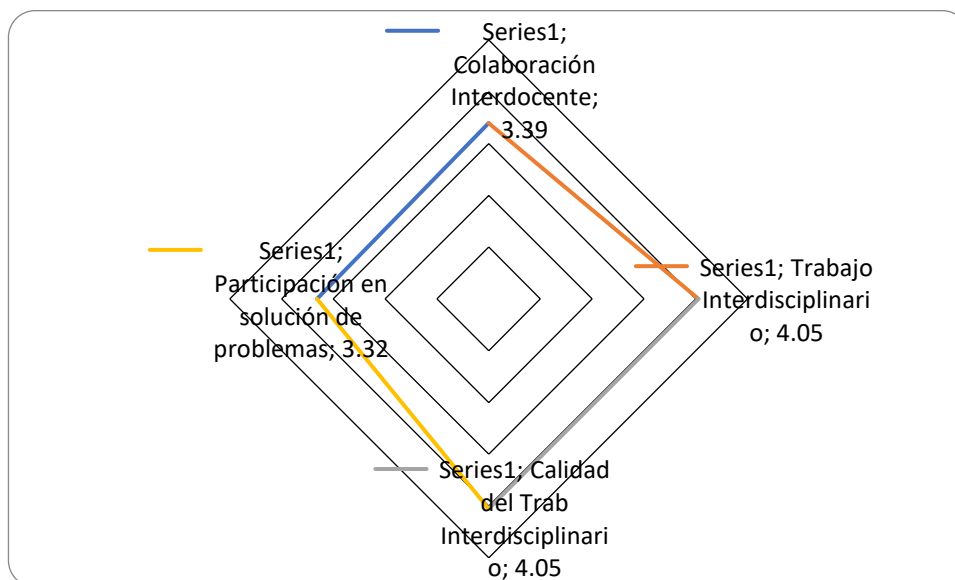 Series1;
Colaboración
Interdocente;
3.39
Series1;
Participación en
solución de
problemas; 3.32
Series1; Trabajo
Interdisciplinari
o; 4.05
Series1; Calidad
del Trab
Interdisciplinari
o; 4.05